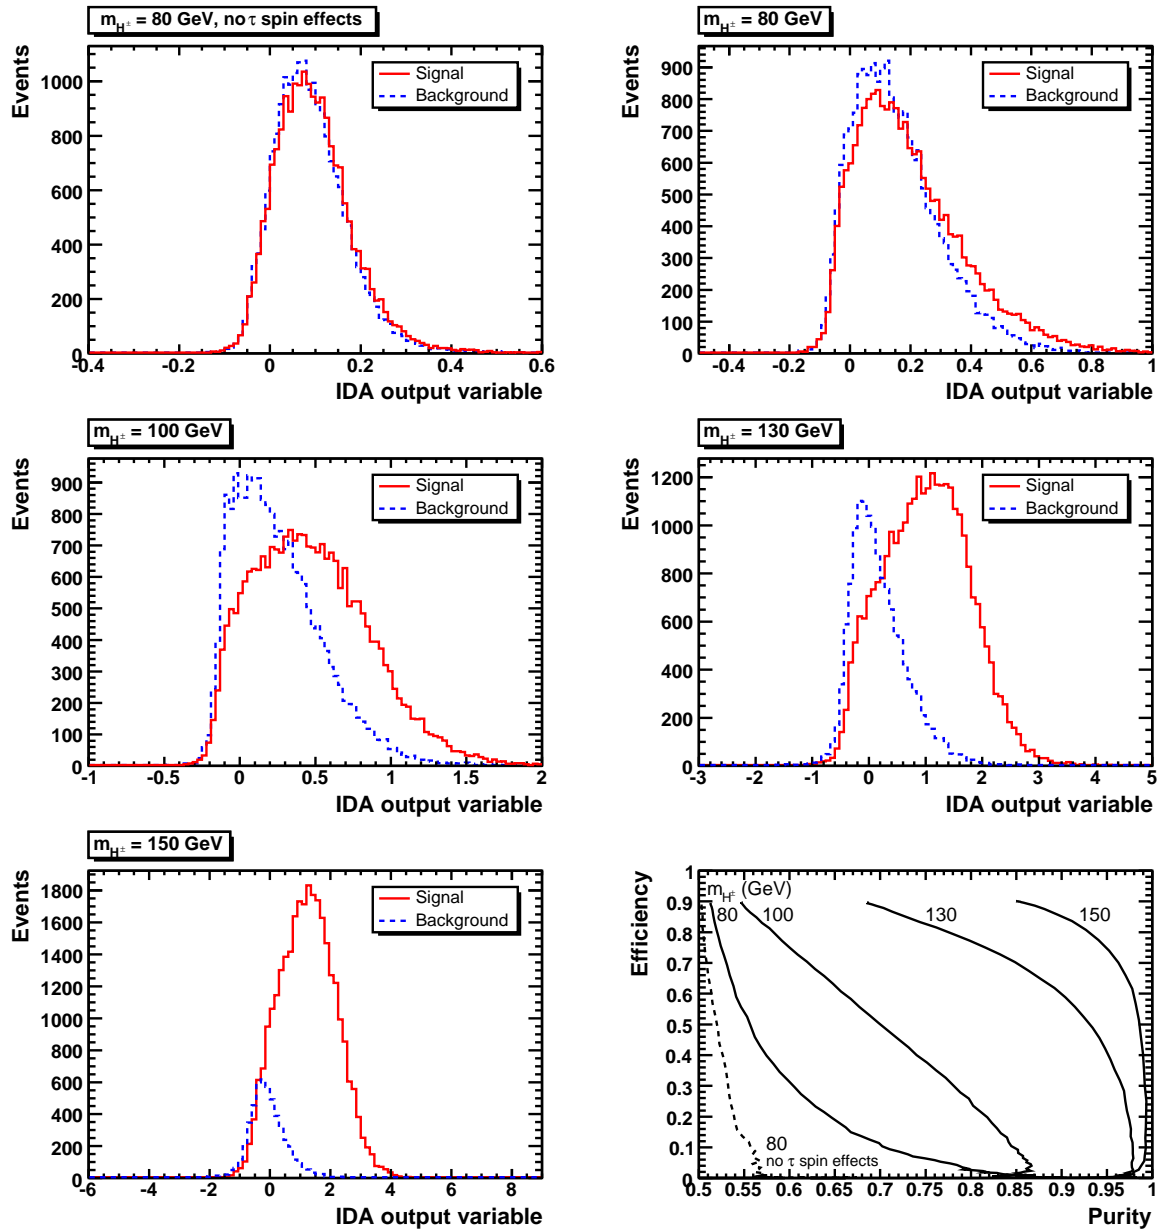 m_H± = 80 GeV, no τ spin effects
Events
1000
800
600
400
200
0
Signal
Background
-0.4 -0.2 0 0.2 0.4 0.6
IDA output variable
m_H± = 80 GeV
Events
900
800
700
600
500
400
300
200
100
0
Signal
Background
-0.4 -0.2 0 0.2 0.4 0.6 0.8 1
IDA output variable
m_H± = 100 GeV
Events
900
800
700
600
500
400
300
200
100
0
Signal
Background
-1 -0.5 0 0.5 1 1.5 2
IDA output variable
m_H± = 130 GeV
Events
1200
1000
800
600
400
200
0
Signal
Background
-3 -2 -1 0 1 2 3 4 5
IDA output variable
m_H± = 150 GeV
Events
1800
1600
1400
1200
1000
800
600
400
200
0
Signal
Background
-6 -4 -2 0 2 4 6 8
IDA output variable
Efficiency
1
0.9
0.8
0.7
0.6
0.5
0.4
0.3
0.2
0.1
0
m_H± (GeV)
80 100 130 150
80
no τ spin effects
0.5 0.55 0.6 0.65 0.7 0.75 0.8 0.85 0.9 0.95 1
Purity